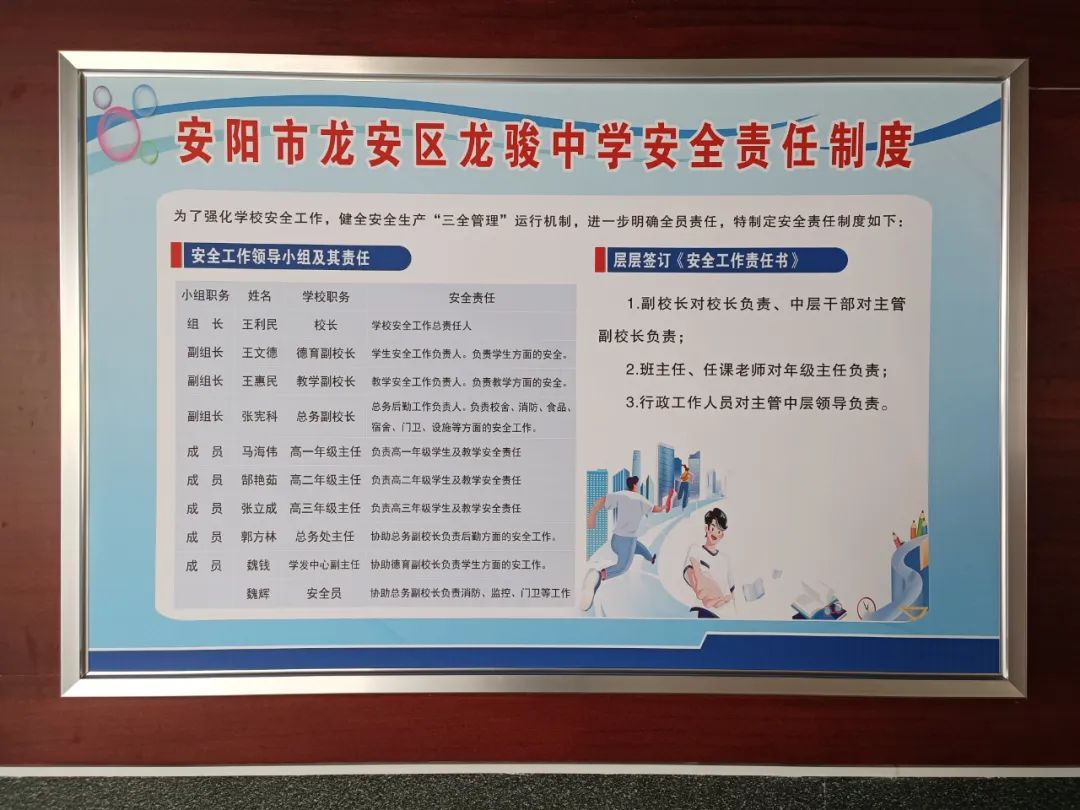 安阳市龙安区龙骏中学安全责任制度
为了强化学校安全工作，健全安全生产“三全管理”运行机制，进一步明确全员责任，特制定安全责任制度如下：
安全工作领导小组及其责任
小组职务 姓名 学校职务 安全责任
组 长 王利民 校长 学校安全工作总责任人
副组长 王文德 德育副校长 学生安全工作负责人。负责学生方面的安全。
副组长 王惠民 教学副校长 教学安全工作负责人。负责教学方面的安全。
副组长 张宪科 总务副校长 总务后勤工作负责人。负责校舍、消防、食品、
宿舍、门卫、设施等方面的安全工作。
成 员 马海伟 高一年级主任 负责高一年级学生及教学安全责任
成 员 郜艳茹 高二年级主任 负责高二年级学生及教学安全责任
成 员 张立成 高三年级主任 负责高三年级学生及教学安全责任
成 员 郭方林 总务处主任 协助总务副校长负责后勤方面的安全工作。
成 员 魏钱 学发中心副主任 协助德育副校长负责学生方面的安工作。
魏辉 安全员 协助总务副校长负责消防、监控、门卫等工作
层层签订《安全工作责任书》
1.副校长对校长负责、中层干部对主管
副校长负责；
2.班主任、任课老师对年级主任负责；
3.行政工作人员对主管中层领导负责。